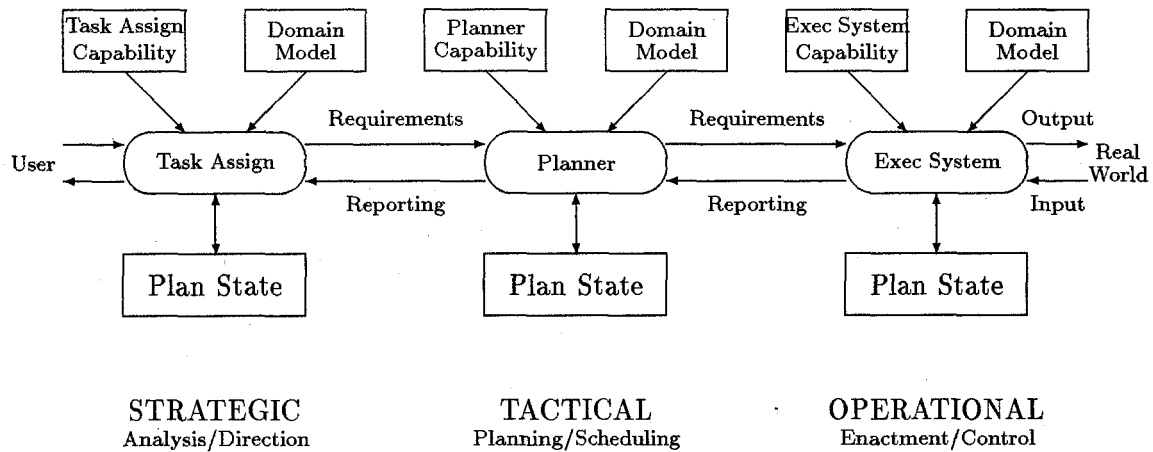 Task Assign
Capability
Domain
Model
Planner
Capability
Domain
Model
Exec System
Capability
Domain
Model
Requirements
Requirements
Output
User
Task Assign
Planner
Exec System
Real
World
Reporting
Reporting
Input
Plan State
Plan State
Plan State
STRATEGIC
TACTICAL
OPERATIONAL
Analysis/Direction
Planning/Scheduling
Enactment/Control